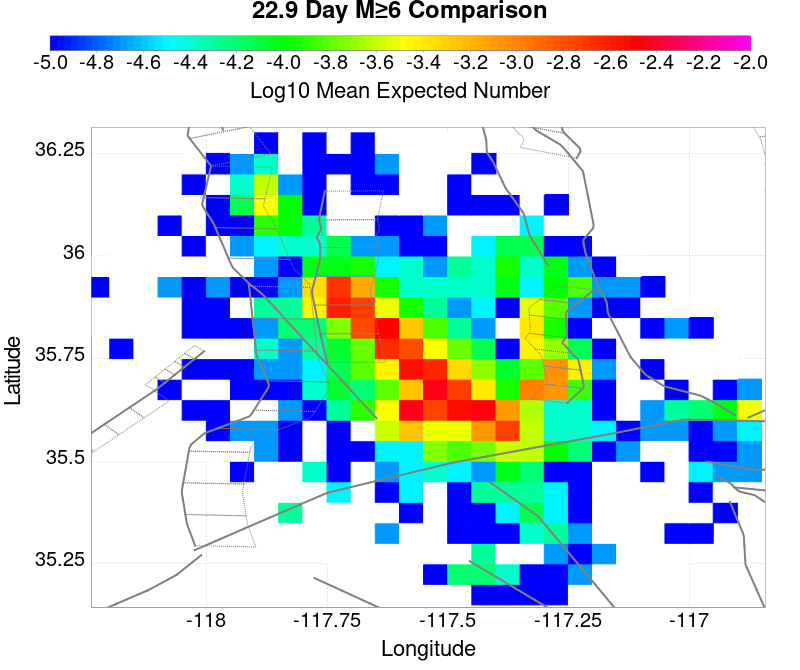 22.9 Day M≥6 Comparison
-5.0 -4.8 -4.6 -4.4 -4.2 -4.0 -3.8 -3.6 -3.4 -3.2 -3.0 -2.8 -2.6 -2.4 -2.2 -2.0
Log10 Mean Expected Number
36.25
36
35.75
35.5
35.25
Latitude
-118 -117.75 -117.5 -117.25 -117
Longitude